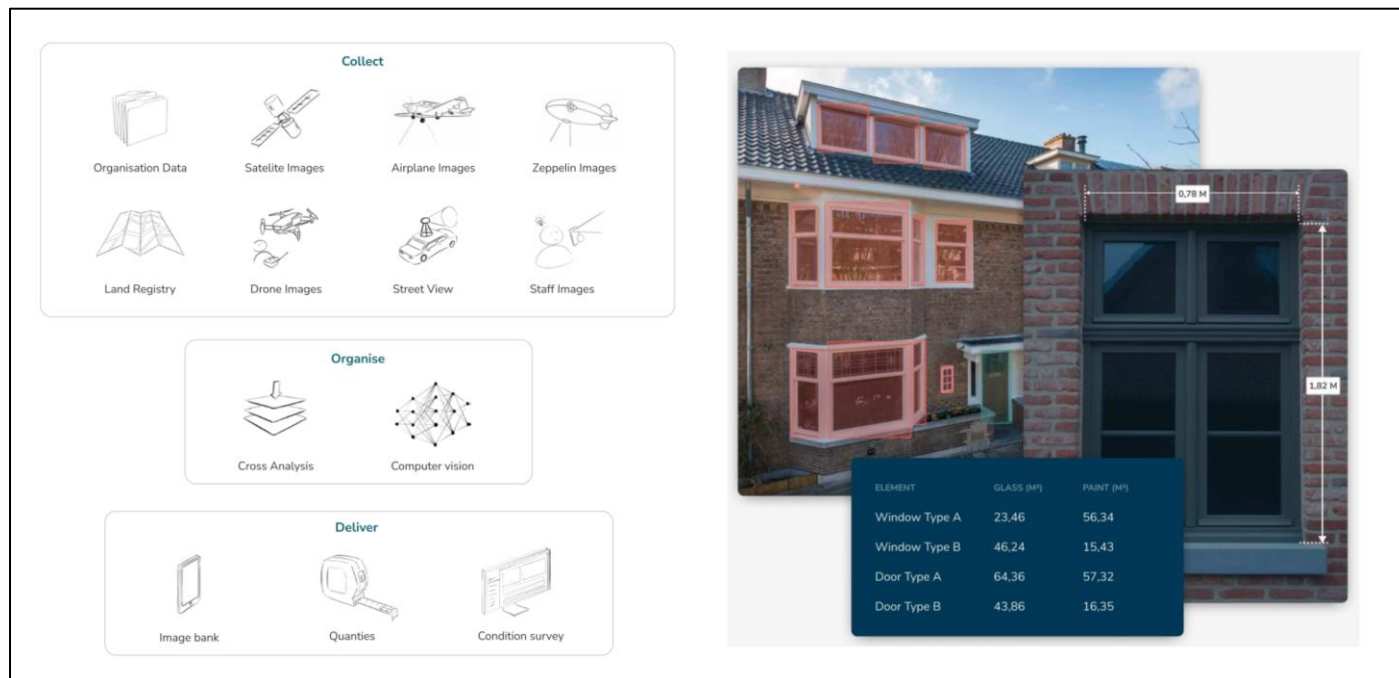 Collect
Organisation Data
Satelite Images
Airplane Images
Zeppelin Images
Land Registry
Drone Images
Street View
Staff Images
Organise
Cross Analysis
Computer vision
Deliver
Image bank
Quanties
Condition survey
0,78 M
1,82 M
ELEMENT GLASS (M²) PAINT (M²)
Window Type A 23,46 56,34
Window Type B 46,24 15,43
Door Type A 64,36 57,32
Door Type B 43,86 16,35